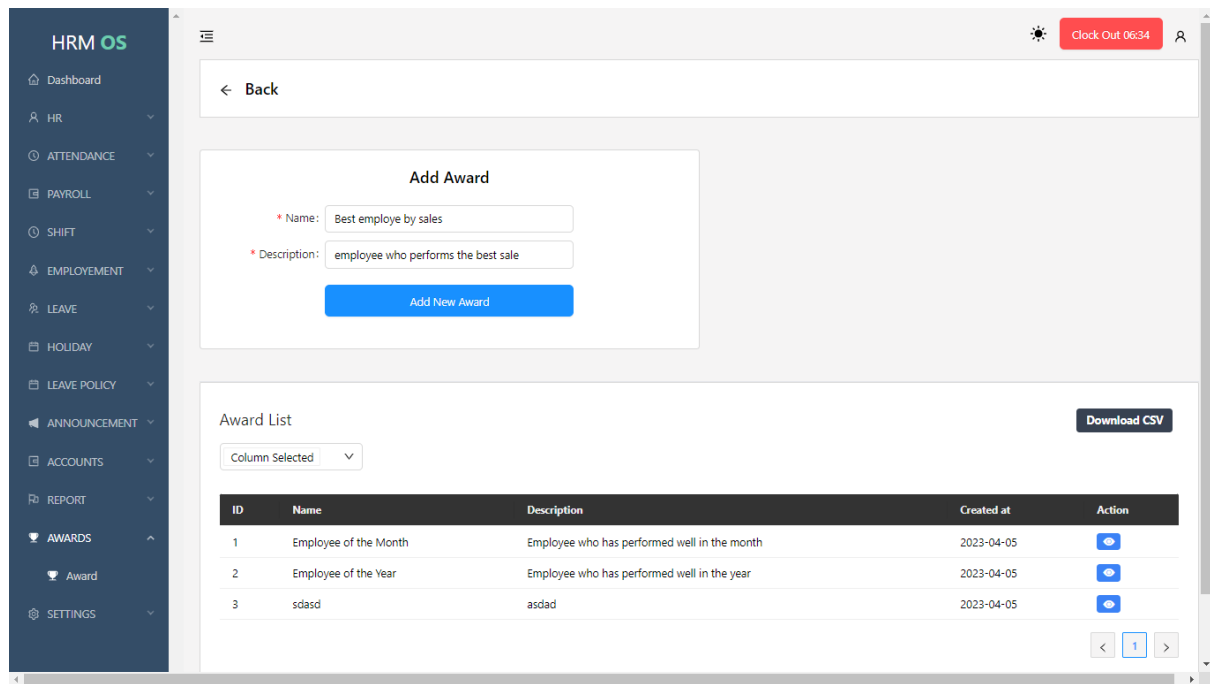 HRM OS
Dashboard
HR
ATTENDANCE
PAYROLL
SHIFT
EMPLOYEMENT
LEAVE
HOLIDAY
LEAVE POLICY
ANNOUNCEMENT
ACCOUNTS
REPORT
AWARDS
Award
SETTINGS
Clock Out 06:34
Back
Add Award
* Name: Best employe by sales
* Description: employee who performs the best sale
Add New Award
Award List
Download CSV
Column Selected
ID Name Description Created at Action
1 Employee of the Month Employee who has performed well in the month 2023-04-05
2 Employee of the Year Employee who has performed well in the year 2023-04-05
3 sdasd asdad 2023-04-05
< 1 >